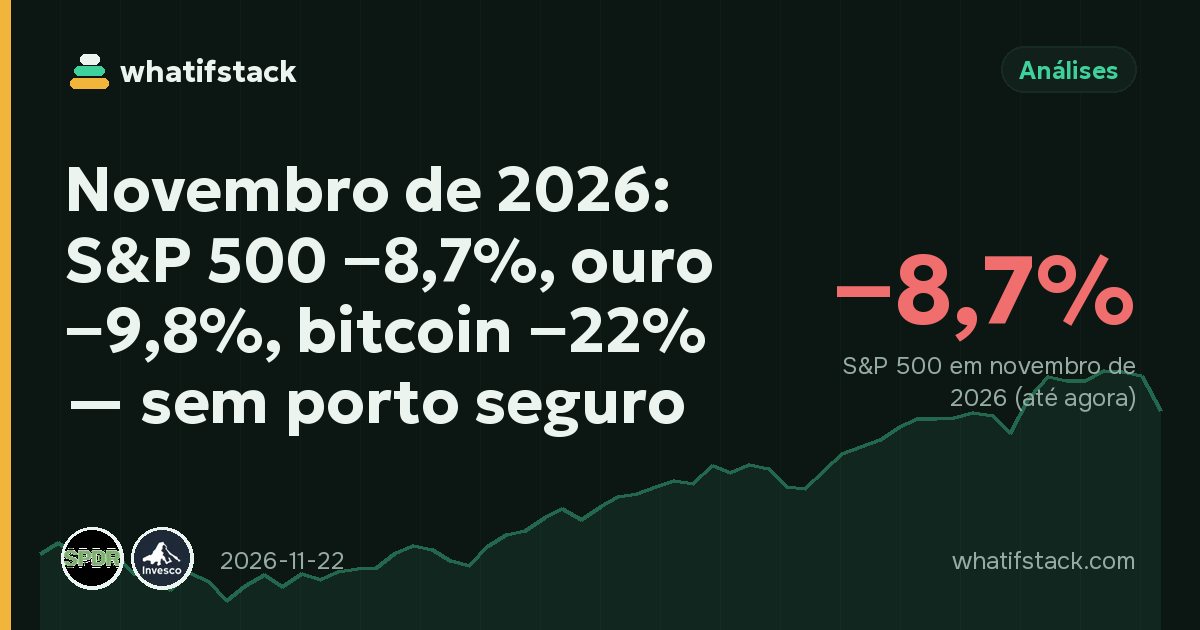 whatifstack
Análises
Novembro de 2026:
S&P 500 −8,7%, ouro
−9,8%, bitcoin −22%
— sem porto seguro
−8,7%
S&P 500 em novembro de
2026 (até agora)
SPDR
Invesco
2026-11-22
whatifstack.com